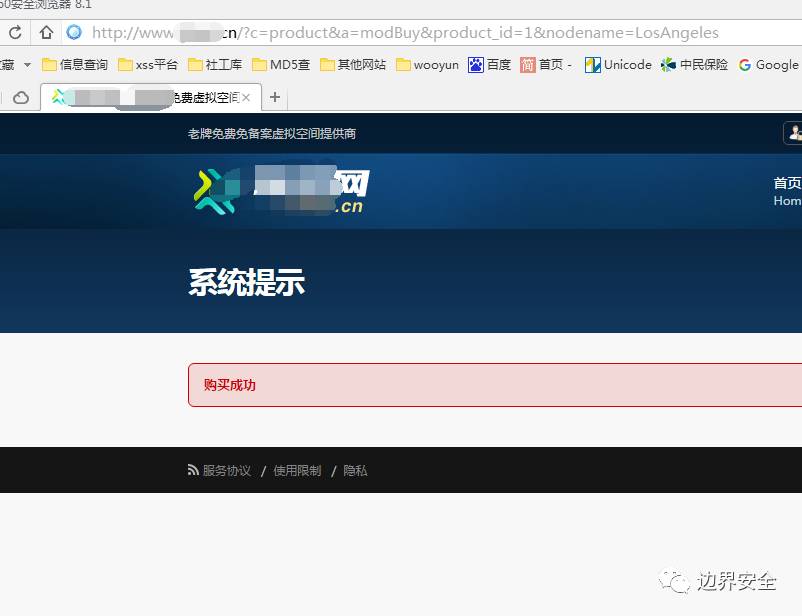 60安全浏览器 8.1
http://www. cn/?c=product&a=modBuy&product_id=1&nodename=LosAngeles
藏 信息查询 xss平台 社工库 MD5查 其他网站 wooyun 百度 简 首页 - Unicode 中民保险 Google
免费虚拟空间
老牌免费免备案虚拟空间提供商
网
.cn
首页
Hom
系统提示
购买成功
服务协议 / 使用限制 / 隐私
边界安全